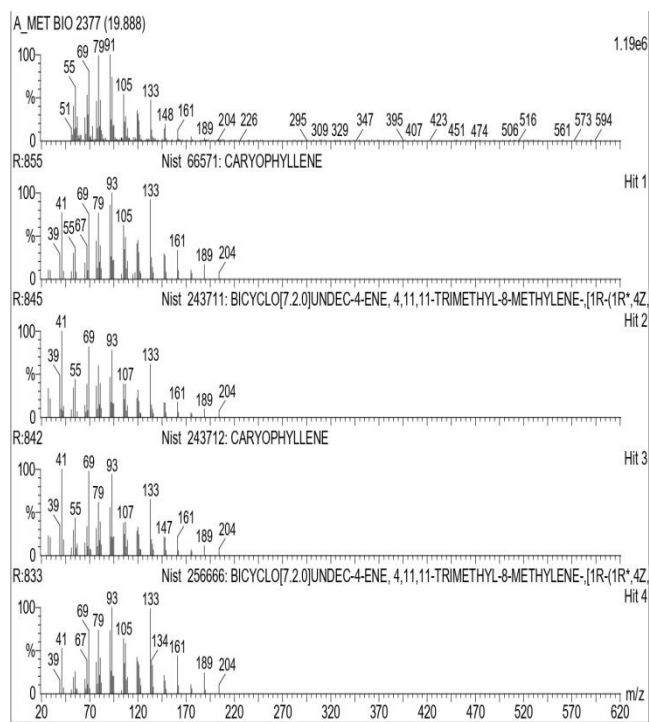 A_MET BIO 2377 (19.888)
1.19e6
100
%
0
51 55 69 79 91 105 133 148 161 189 204 226 295 309 329 347 395 407 423 451 474 506 516 561 573 594
R:855 Nist 66571: CARYOPHYLLENE
Hit 1
100
%
0
39 41 55 67 69 79 93 105 133 161 189 204
R:845 Nist 243711: BICYCLO[7.2.0]UNDEC-4-ENE, 4,11,11-TRIMETHYL-8-METHYLENE-,[1R-(1R*,4Z,
Hit 2
100
%
0
39 41 55 69 93 107 133 161 189 204
R:842 Nist 243712: CARYOPHYLLENE
Hit 3
100
%
0
39 41 55 69 79 93 107 133 147 161 189 204
R:833 Nist 256666: BICYCLO[7.2.0]UNDEC-4-ENE, 4,11,11-TRIMETHYL-8-METHYLENE-,[1R-(1R*,4Z,
Hit 4
100
%
0
39 41 67 69 79 93 105 133 134 161 189 204
m/z
20 70 120 170 220 270 320 370 420 470 520 570 620